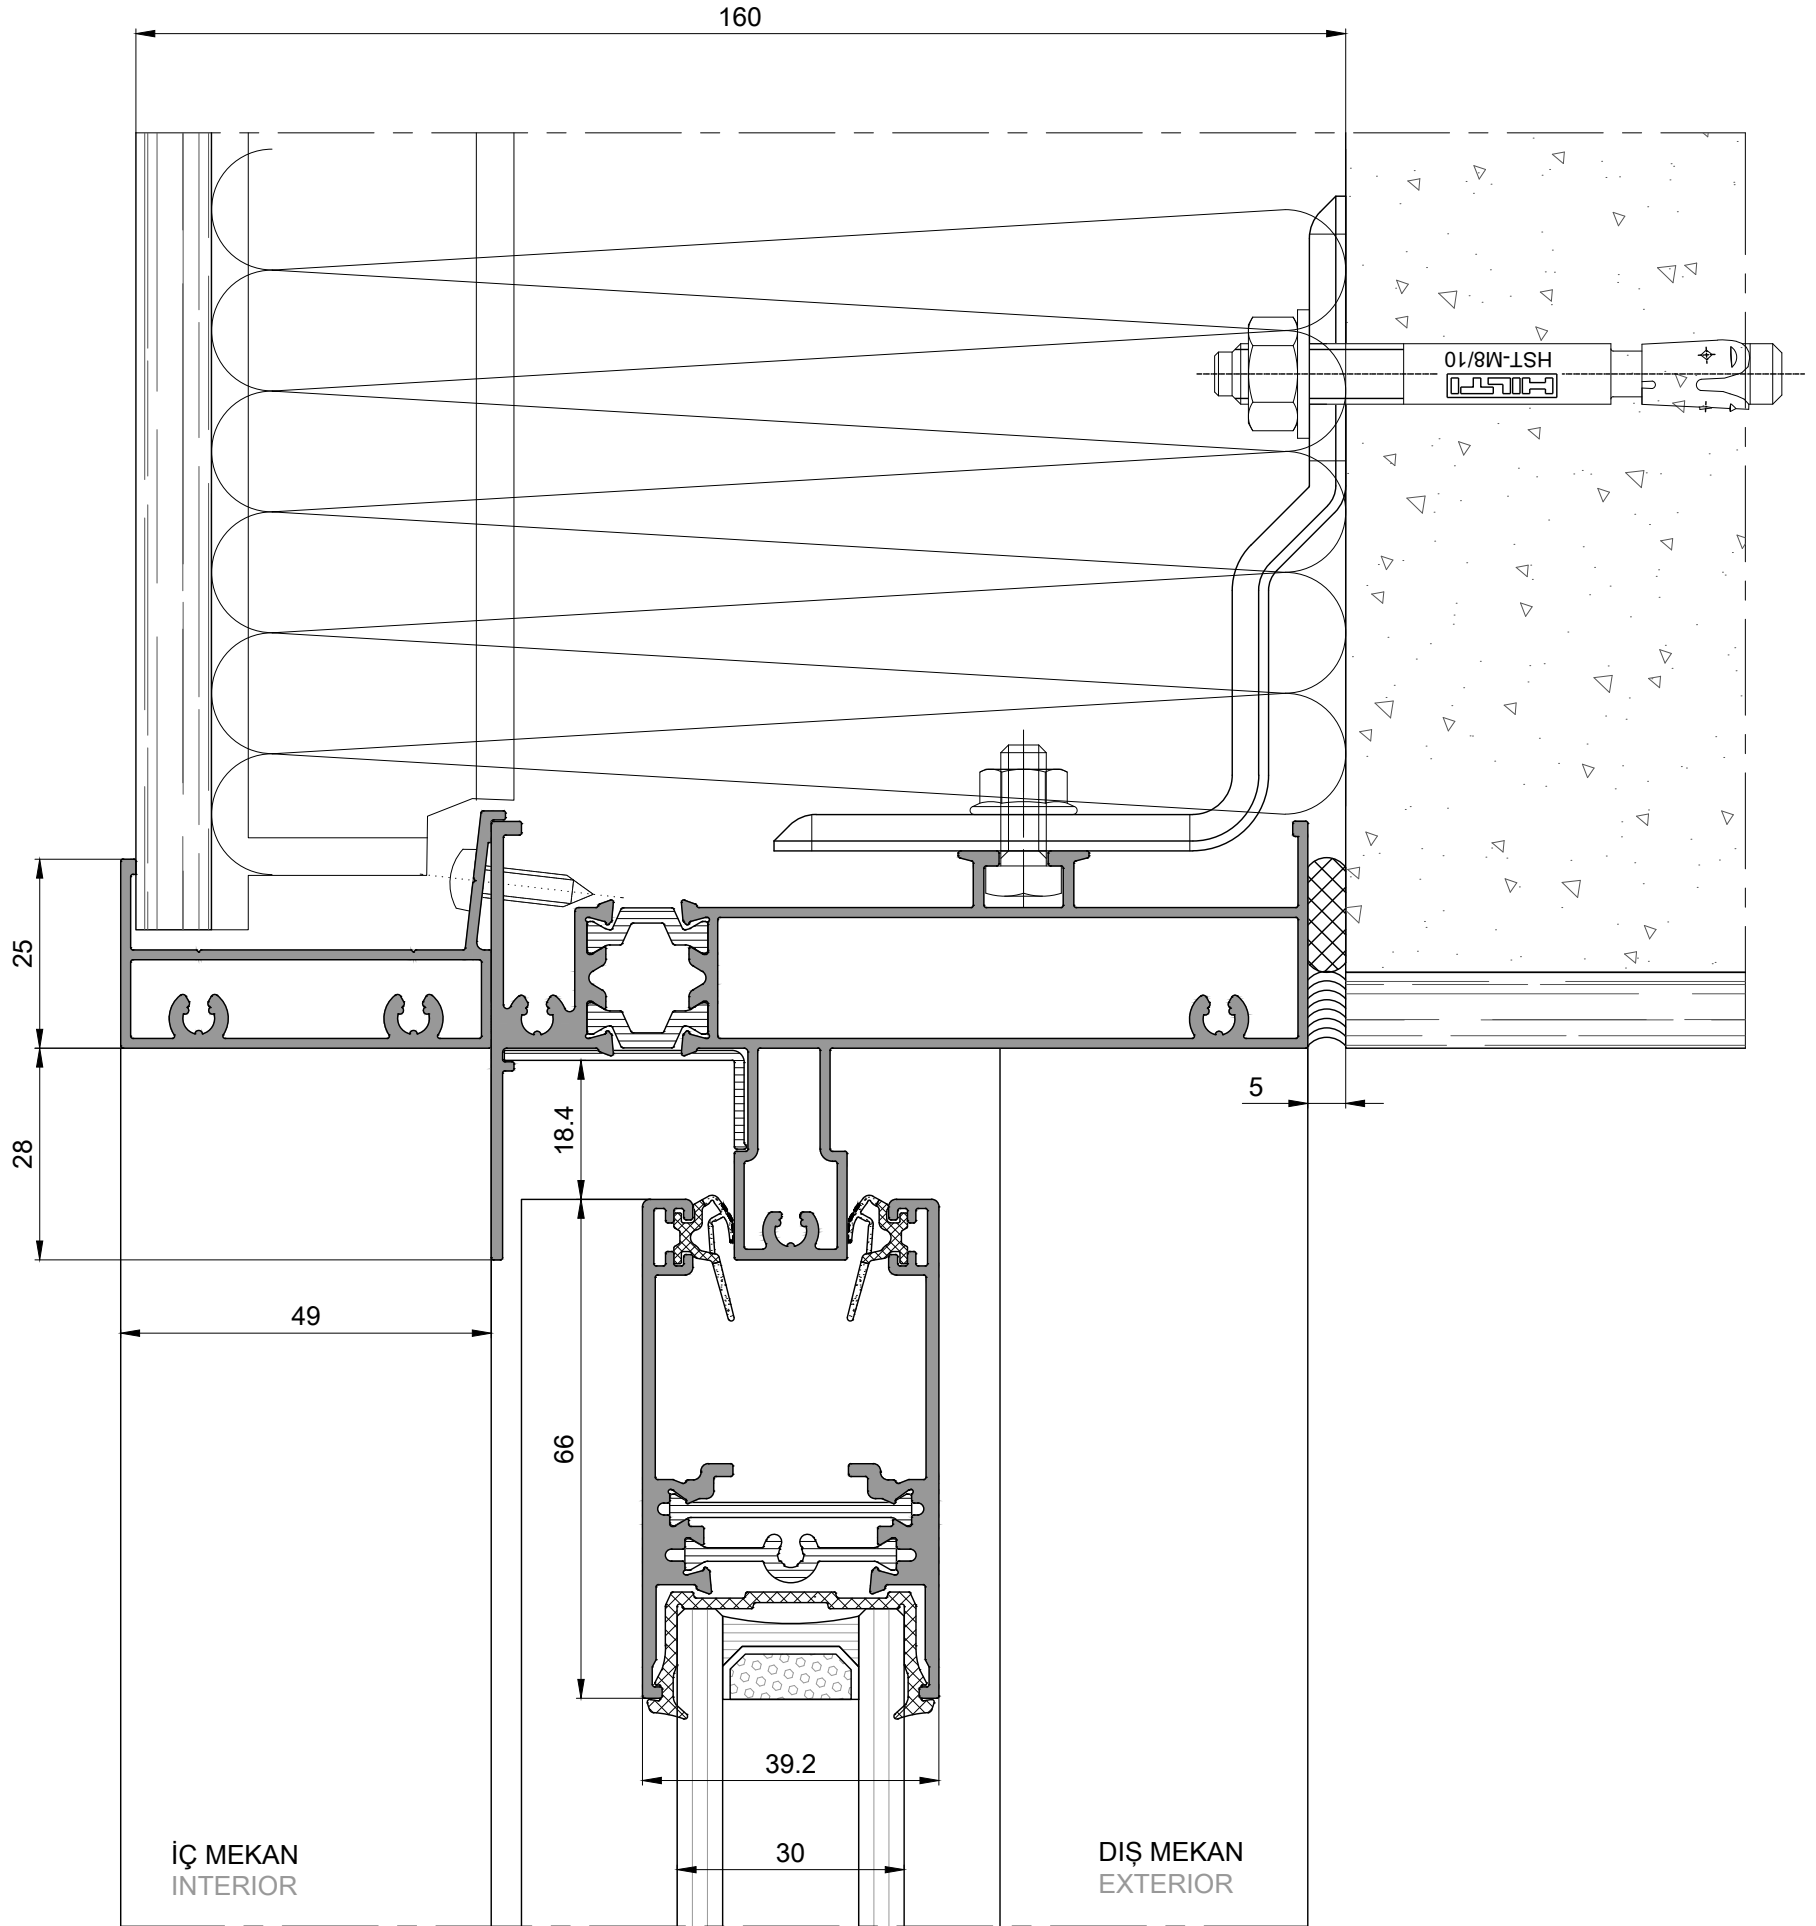 160
HST-M8/10
HILTI
25
28
5
18.4
49
66
39.2
30
İÇ MEKAN
INTERIOR
DIŞ MEKAN
EXTERIOR